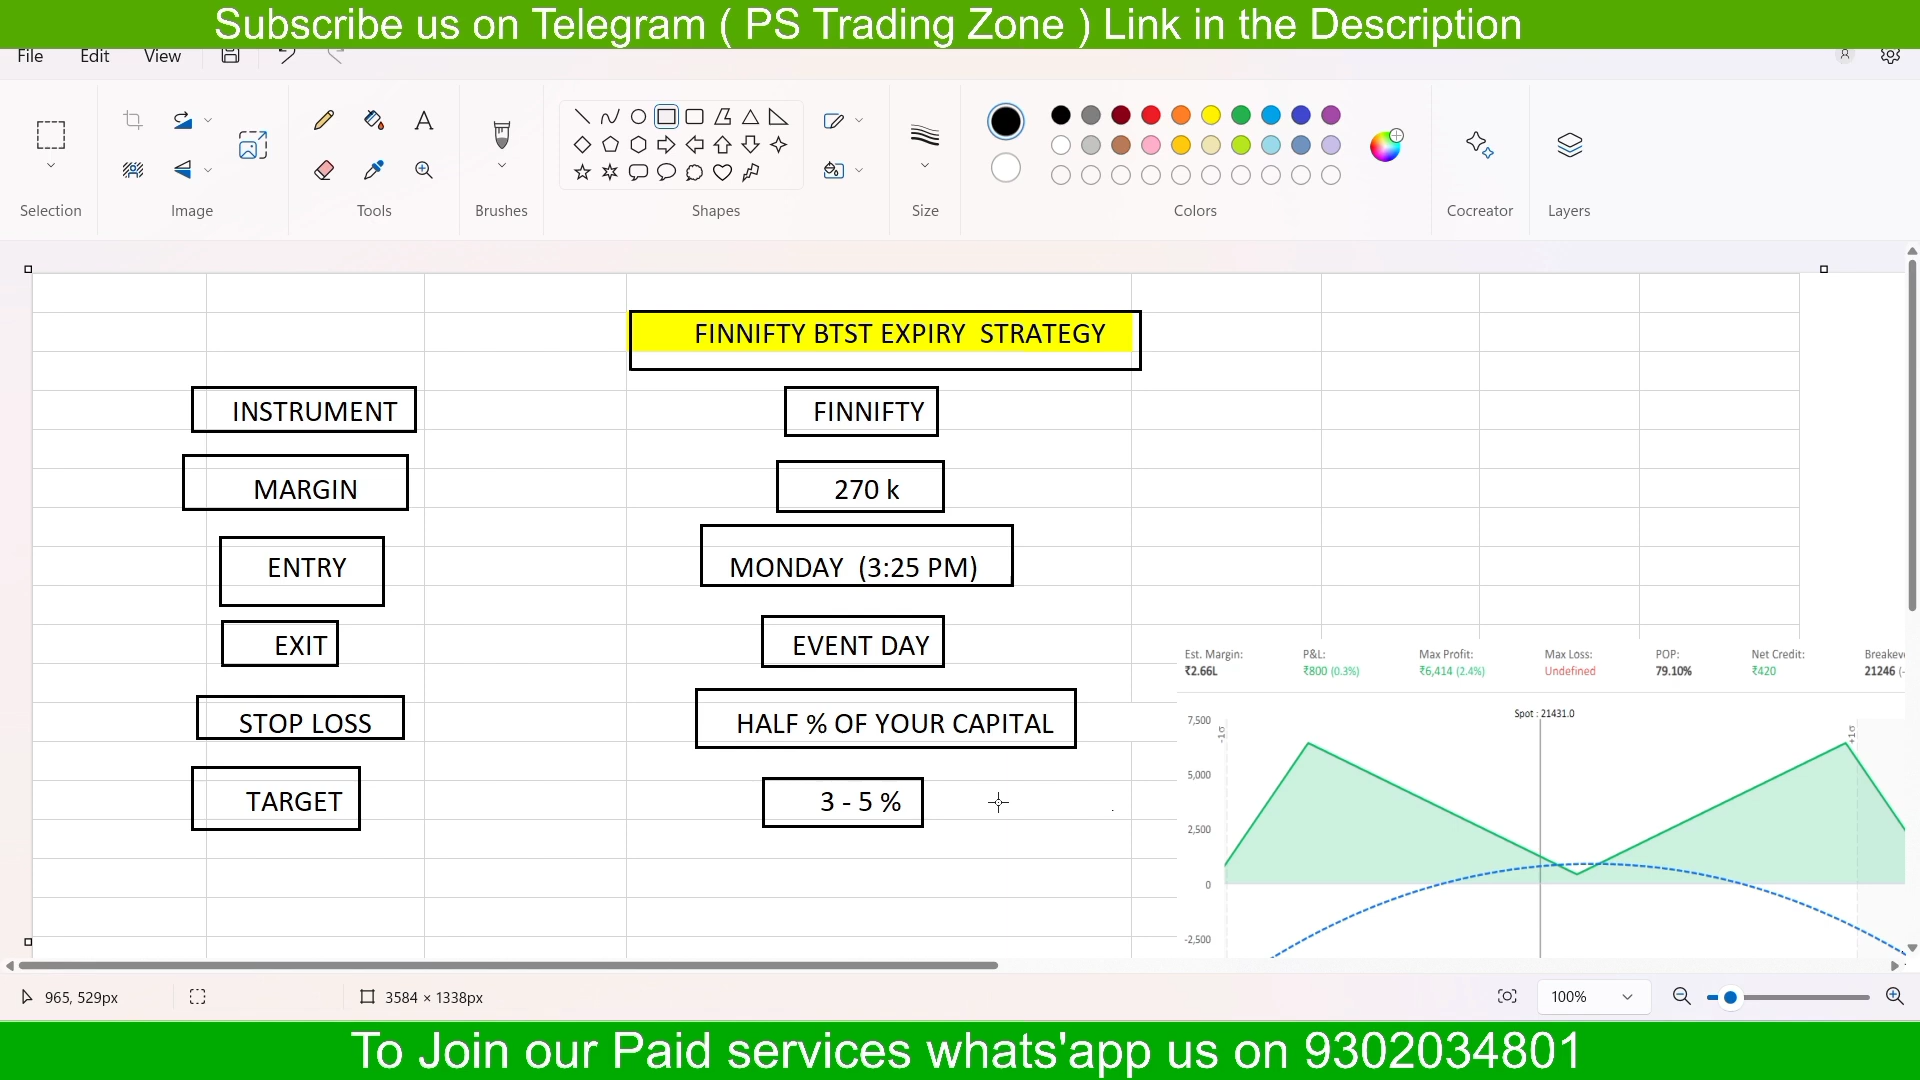 Subscribe us on Telegram ( PS Trading Zone ) Link in the Description
File Edit View
Selection Image Tools Brushes Shapes Size Colors Cocreator Layers
FINNIFTY BTST EXPIRY STRATEGY
INSTRUMENT FINNIFTY
MARGIN 270 k
ENTRY MONDAY (3:25 PM)
EXIT EVENT DAY
STOP LOSS HALF % OF YOUR CAPITAL
TARGET 3 - 5 %
Est. Margin: P&L: Max Profit: Max Loss: POP: Net Credit: Breakev
₹2.66L ₹800 (0.3%) ₹6,414 (2.4%) Undefined 79.10% ₹420 21246 (-
Spot : 21431.0
-1σ +1σ
7,500
5,000
2,500
0
-2,500
965, 529px 3584 × 1338px 100%
To Join our Paid services whats'app us on 9302034801